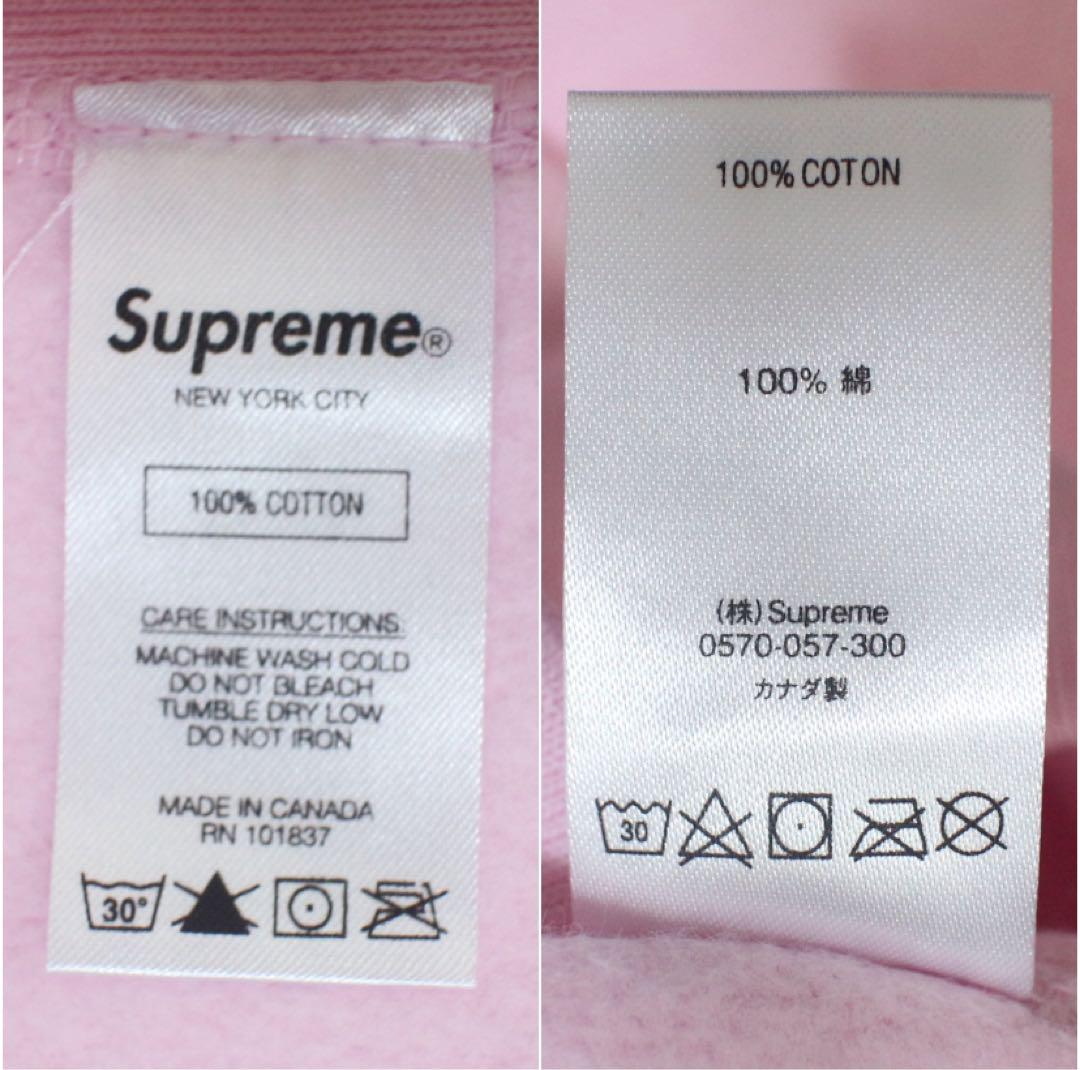 Supreme®
NEW YORK CITY
100% COTTON
CARE INSTRUCTIONS
MACHINE WASH COLD
DO NOT BLEACH
TUMBLE DRY LOW
DO NOT IRON
MADE IN CANADA
RN 101837
30°
100% COTON
100% 綿
(株)Supreme
0570-057-300
カナダ製
30